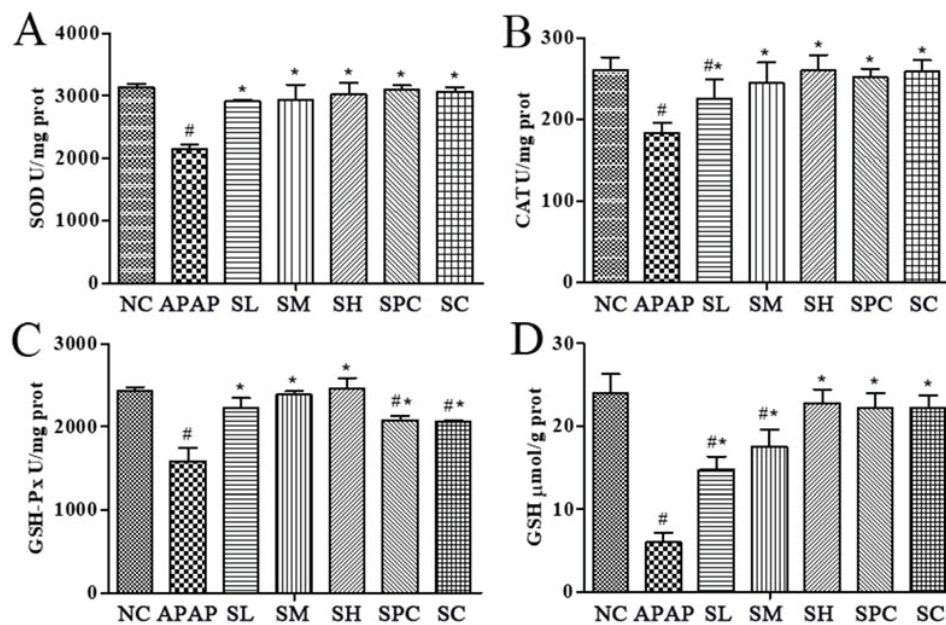 A
SOD U/mg prot
4000
3000
2000
1000
0
# * * * * *
NC APAP SL SM SH SPC SC
B
CAT U/mg prot
300
200
100
0
# #* * * * *
NC APAP SL SM SH SPC SC
C
GSH-Px U/mg prot
3000
2000
1000
0
# * * * #* #*
NC APAP SL SM SH SPC SC
D
GSH μmol/g prot
30
20
10
0
# #* #* * * *
NC APAP SL SM SH SPC SC